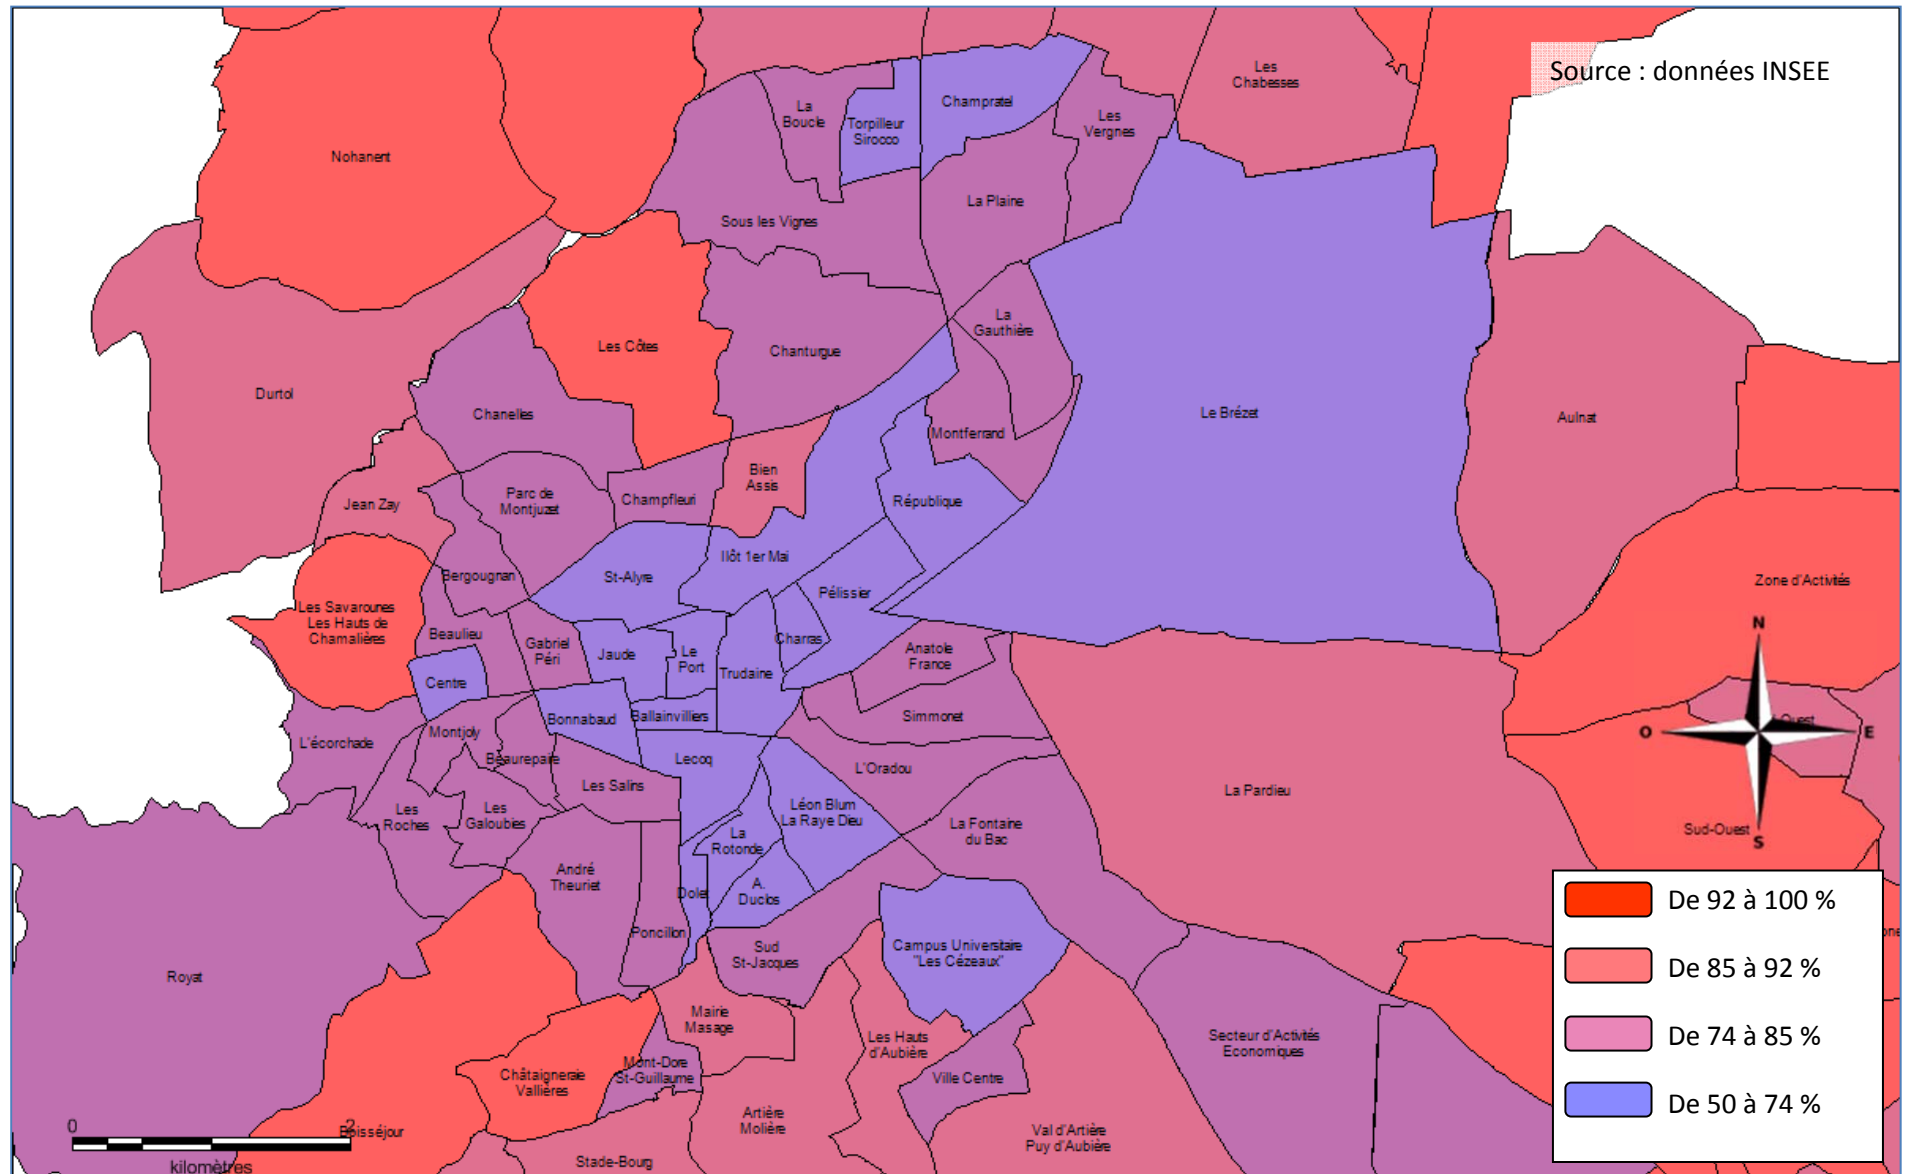 Source : données INSEE
Les
Chabesses
La
Boucle
Torpilleur
Sirocco
Champratel
Les
Vergnes
Nohanent
La Plaine
Sous les Vignes
La
Gauthière
Les Côtes
Chanturgue
Durtol
Chanelles
Le Brézet
Aulnat
Montferrand
Bien
Assis
Jean Zay
Parc de
Montjuzet
Champfleuri
République
Ilôt 1er Mai
St-Alyre
Bergougnan
Pélissier
Zone d'Activités
Les Savarounes
Les Hauts de
Chamalières
Beaulieu
Gabriel
Péri
Jaude
Le
Port
Charras
Trudaine
Anatole
France
Centre
Bonnabaud
Ballainvilliers
Simmonet
N
O
E
S
Ouest
L'écorchade
Montjoly
Beaurepaire
Lecoq
L'Oradou
Les Salins
La Pardieu
Les
Roches
Les
Galoubies
Léon Blum
La Raye Dieu
La
Rotonde
La Fontaine
du Bac
Sud-Ouest
André
Theuriet
Dolet
A.
Duclos
Poncillon
Sud
St-Jacques
Campus Universitaire
"Les Cézeaux"
Royat
Mairie
Masage
Les Hauts
d'Aubière
Secteur d'Activités
Economiques
Mont-Dore
St-Guillaume
Châtaigneraie
Vallières
Ville Centre
Artière
Molière
Val d'Artière
Puy d'Aubière
Boisséjour
Stade-Bourg
0
2
kilomètres
De 92 à 100 %
De 85 à 92 %
De 74 à 85 %
De 50 à 74 %